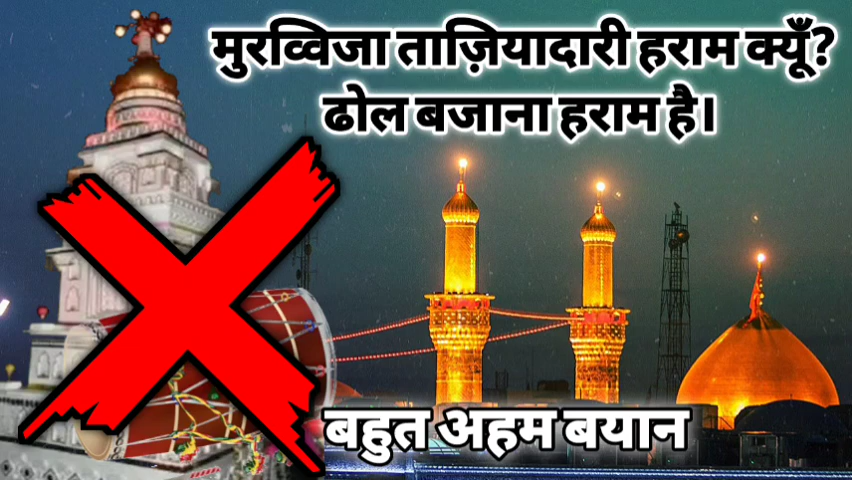 मुरव्विजा ताज़ियादारी हराम क्यूँ?
ढोल बजाना हराम है।
बहुत अहम बयान